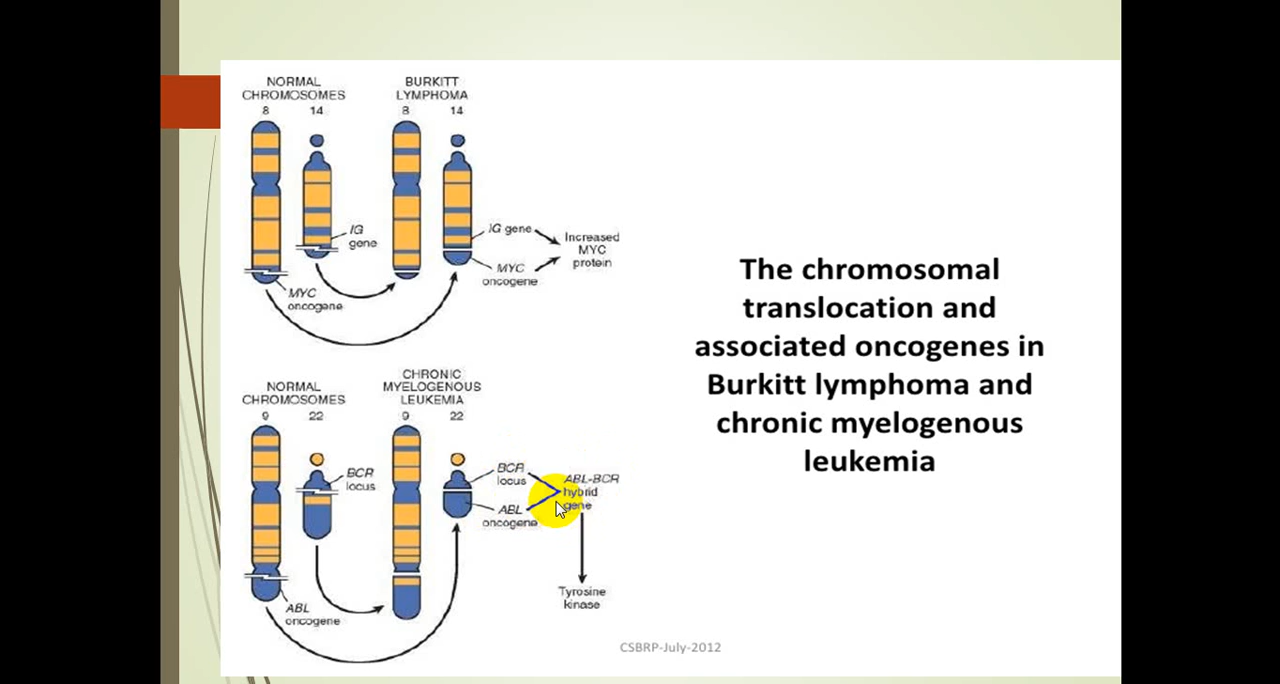 NORMAL
CHROMOSOMES
8 14
BURKITT
LYMPHOMA
8 14
IG
gene
MYC
oncogene
IG gene
MYC
oncogene
Increased
MYC
protein
The chromosomal
translocation and
associated oncogenes in
Burkitt lymphoma and
chronic myelogenous
leukemia
NORMAL
CHROMOSOMES
9 22
CHRONIC
MYELOGENOUS
LEUKEMIA
9 22
BCR
locus
ABL
oncogene
BCR
locus
ABL
oncogene
ABL-BCR
hybrid
gene
Tyrosine
kinase
CSBRP-July-2012